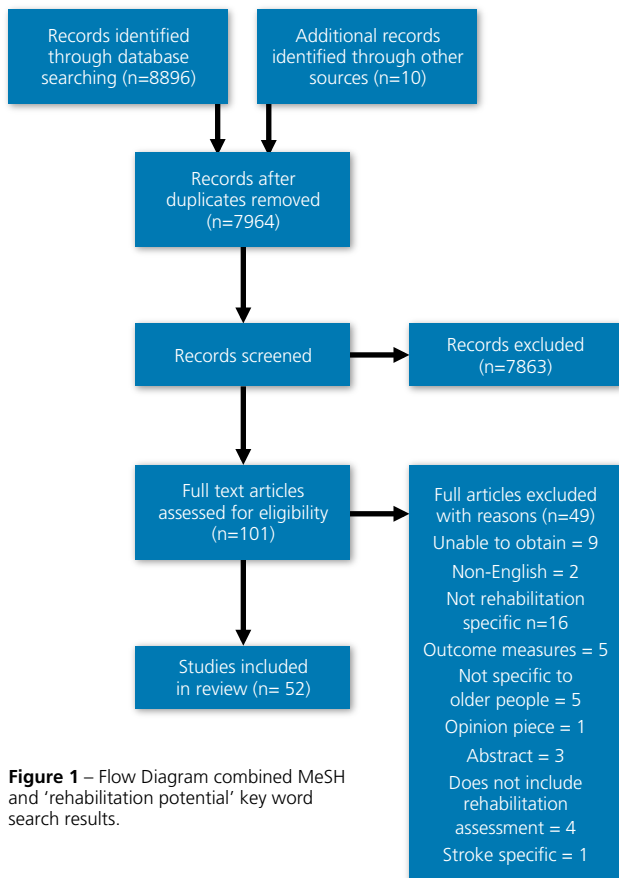 Records identified
through database
searching (n=8896)
Additional records
identified through other
sources (n=10)
Records after
duplicates removed
(n=7964)
Records screened
Records excluded
(n=7863)
Full text articles
assessed for eligibility
(n=101)
Full articles excluded
with reasons (n=49)
Unable to obtain = 9
Non-English = 2
Not rehabilitation
specific n=16
Outcome measures = 5
Not specific to
older people = 5
Opinion piece = 1
Abstract = 3
Does not include
rehabilitation
assessment = 4
Stroke specific = 1
Studies included
in review (n= 52)
Figure 1 – Flow Diagram combined MeSH
and ‘rehabilitation potential’ key word
search results.